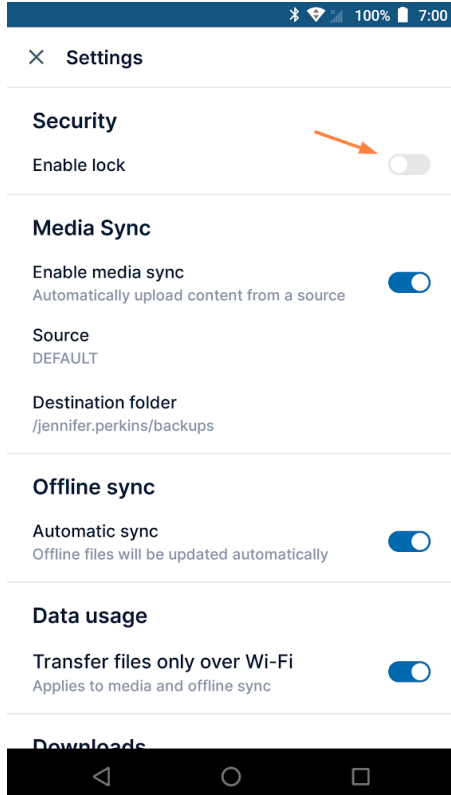 100% 7:00
Settings
Security
Enable lock
Media Sync
Enable media sync
Automatically upload content from a source
Source
DEFAULT
Destination folder
/jennifer.perkins/backups
Offline sync
Automatic sync
Offline files will be updated automatically
Data usage
Transfer files only over Wi-Fi
Applies to media and offline sync
Downloads